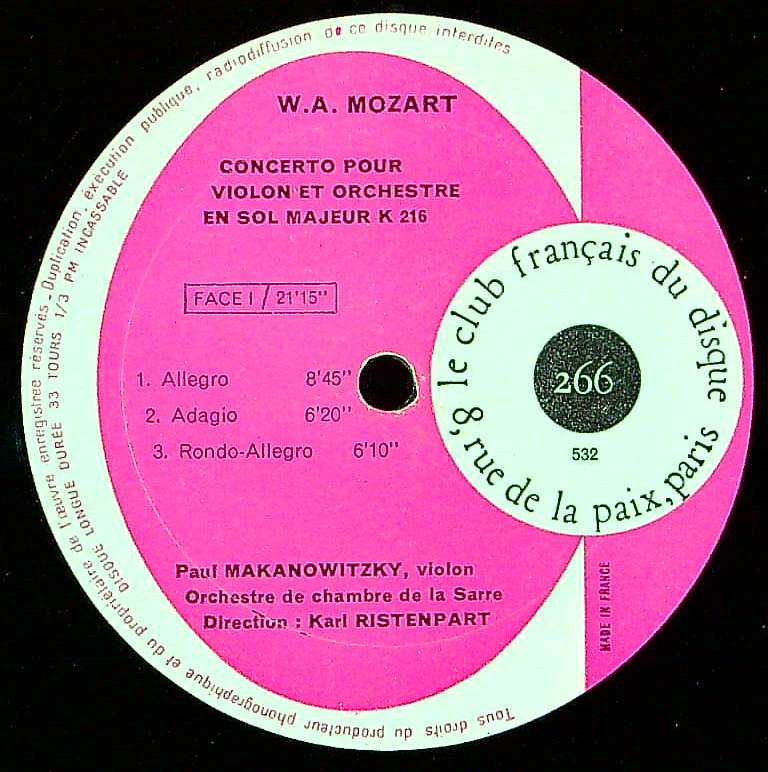 W.A. MOZART
CONCERTO POUR
VIOLON ET ORCHESTRE
EN SOL MAJEUR K 216
FACE I / 21'15''
1. Allegro 8'45''
2. Adagio 6'20''
3. Rondo-Allegro 6'10''
Paul MAKANOWITZKY, violon
Orchestre de chambre de la Sarre
Direction : Karl RISTENPART
le club français du disque
8, rue de la paix, paris
266
532
MADE IN FRANCE
Tous droits du producteur phonographique et du propriétaire de l'œuvre enregistrée réservés - Duplication, exécution publique, radiodiffusion de ce disque interdites
DISQUE LONGUE DURÉE 33 TOURS 1/3 PM INCASSABLE